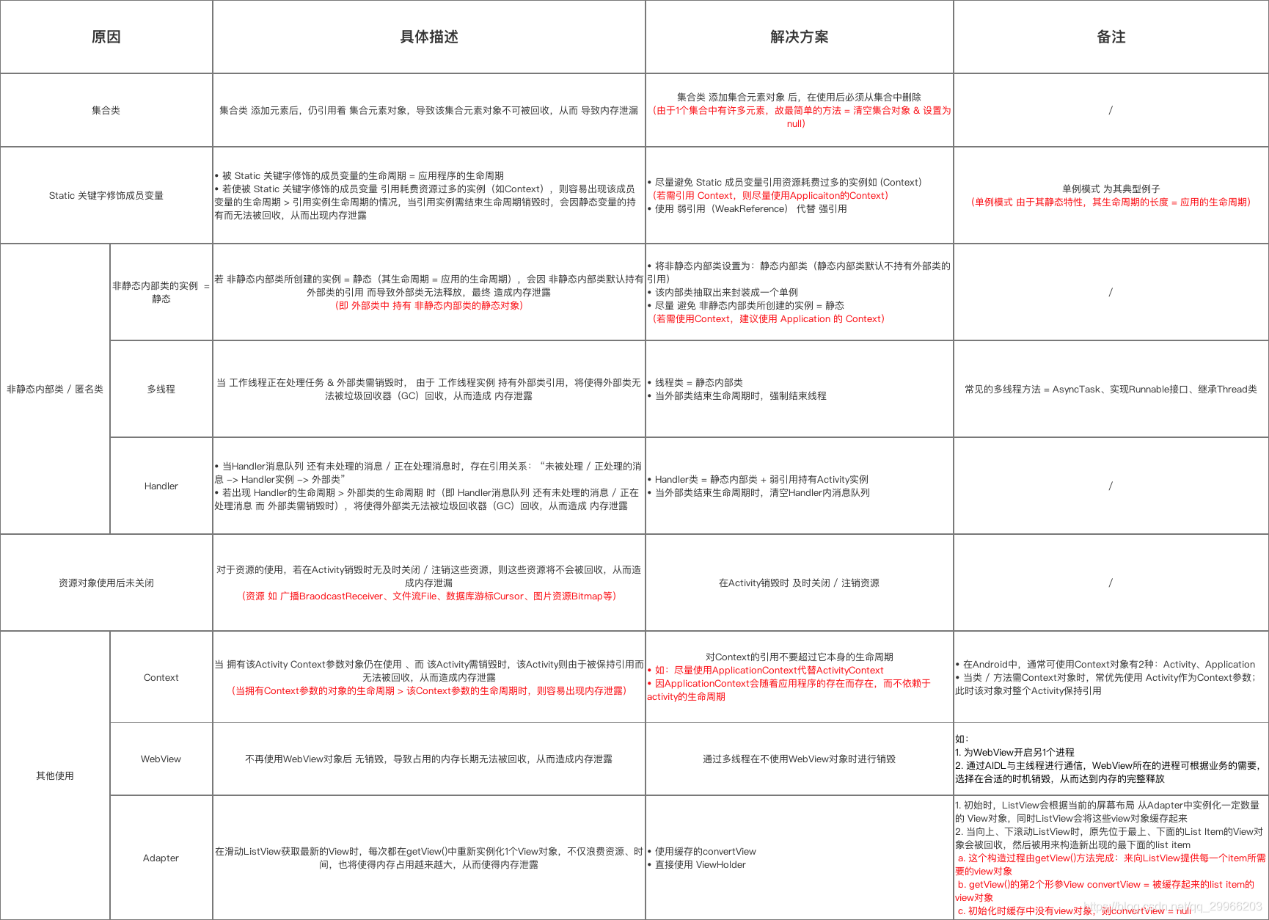 原因
具体描述
解决方案
备注
集合类
集合类 添加元素后，仍引用着 集合元素对象，导致该集合元素对象不可被回收，从而 导致内存泄漏
集合类 添加集合元素对象 后，在使用后必须从集合中删除
（由于1个集合中有许多元素，故最简单的方法 = 清空集合对象 & 设置为
null）
/
Static 关键字修饰成员变量
• 被 Static 关键字修饰的成员变量的生命周期 = 应用程序的生命周期
• 若使被 Static 关键字修饰的成员变量 引用耗费资源过多的实例（如Context），则容易出现该成员
变量的生命周期 > 引用实例生命周期的情况，当引用实例需结束生命周期销毁时，会因静态变量的持
有而无法被回收，从而出现内存泄露
• 尽量避免 Static 成员变量引用资源耗费过多的实例如 (Context)
（若需引用 Context，则尽量使用Applicaiton的Context）
• 使用 弱引用（WeakReference） 代替 强引用
单例模式 为其典型例子
（单例模式 由于其静态特性，其生命周期的长度 = 应用的生命周期）
非静态内部类 / 匿名类
非静态内部类的实例 =
静态
若 非静态内部类所创建的实例 = 静态（其生命周期 = 应用的生命周期），会因 非静态内部类默认持有
外部类的引用 而导致外部类无法释放，最终 造成内存泄露
（即 外部类中 持有 非静态内部类的静态对象）
• 将非静态内部类设置为：静态内部类（静态内部类默认不持有外部类的
引用）
• 该内部类抽取出来封装成一个单例
• 尽量 避免 非静态内部类所创建的实例 = 静态
（若需使用Context，建议使用 Application 的 Context）
/
多线程
当 工作线程正在处理任务 & 外部类需销毁时， 由于 工作线程实例 持有外部类引用，将使得外部类无
法被垃圾回收器（GC）回收，从而造成 内存泄露
• 线程类 = 静态内部类
• 当外部类结束生命周期时，强制结束线程
常见的多线程方法 = AsyncTask、实现Runnable接口、继承Thread类
Handler
• 当Handler消息队列 还有未处理的消息 / 正在处理消息时，存在引用关系：“未被处理 / 正处理的消
息 -> Handler实例 -> 外部类”
• 若出现 Handler的生命周期 > 外部类的生命周期 时（即 Handler消息队列 还有未处理的消息 / 正在
处理消息 而 外部类需销毁时），将使得外部类无法被垃圾回收器（GC）回收，从而造成 内存泄露
• Handler类 = 静态内部类 + 弱引用持有Activity实例
• 当外部类结束生命周期时，清空Handler内消息队列
/
资源对象使用后未关闭
对于资源的使用，若在Activity销毁时无及时关闭 / 注销这些资源，则这些资源将不会被回收，从而造
成内存泄漏
（资源 如 广播BraodcastReceiver、文件流File、数据库游标Cursor、图片资源Bitmap等）
在Activity销毁时 及时关闭 / 注销资源
/
其他使用
Context
当 拥有该Activity Context参数对象仍在使用 、而 该Activity需销毁时，该Activity则由于被保持引用而
无法被回收，从而造成内存泄露
（当拥有Context参数的对象的生命周期 > 该Context参数的生命周期时，则容易出现内存泄露）
对Context的引用不要超过它本身的生命周期
• 如：尽量使用ApplicationContext代替ActivityContext
• 因ApplicationContext会随着应用程序的存在而存在，而不依赖于
activity的生命周期
• 在Android中，通常可使用Context对象有2种：Activity、Application
• 当类 / 方法需Context对象时，常优先使用 Activity作为Context参数；
此时该对象对整个Activity保持引用
WebView
不再使用WebView对象后 无销毁，导致占用的内存长期无法被回收，从而造成内存泄露
通过多线程在不使用WebView对象时进行销毁
如:
1. 为WebView开启另1个进程
2. 通过AIDL与主线程进行通信，WebView所在的进程可根据业务的需要，
选择在合适的时机销毁，从而达到内存的完整释放
Adapter
在滑动ListView获取最新的View时，每次都在getView()中重新实例化1个View对象，不仅浪费资源、时
间，也将使得内存占用越来越大，从而使得内存泄露
• 使用缓存的convertView
• 直接使用 ViewHolder
1. 初始时，ListView会根据当前的屏幕布局 从Adapter中实例化一定数量
的 View对象，同时ListView会将这些view对象缓存起来
2. 当向上、下滚动ListView时，原先位于最上、下面的List Item的View对
象会被回收，然后被用来构造新出现的最下面的list item
a. 这个构造过程由getView()方法完成：来向ListView提供每一个item所需
要的view对象
b. getView()的第2个形参View convertView = 被缓存起来的list item的
view对象
c. 初始化时缓存中没有view对象，则convertView = null
https://blog.csdn.net/qq_29966203